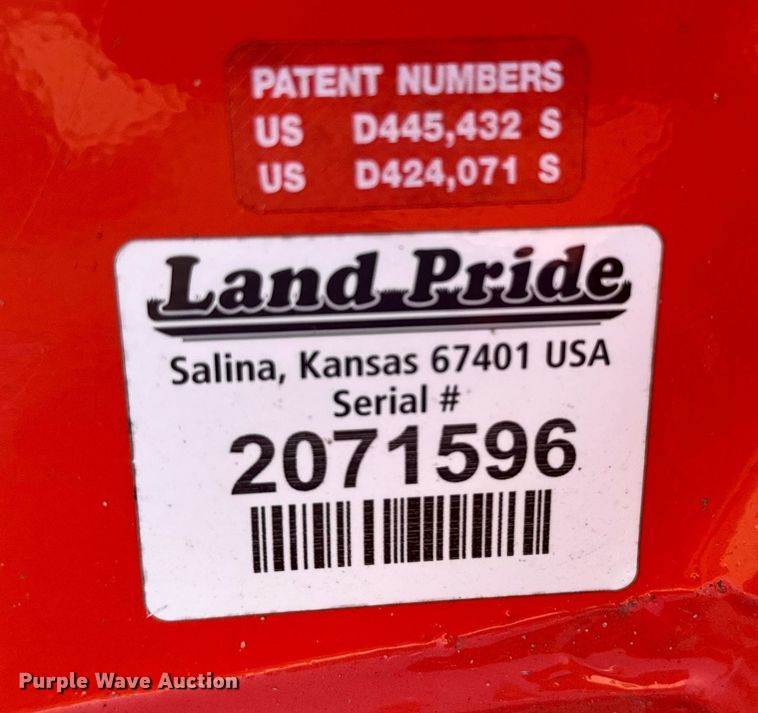 PATENT NUMBERS
US D445,432 S
US D424,071 S
Land Pride
Salina, Kansas 67401 USA
Serial #
2071596
Purple Wave Auction